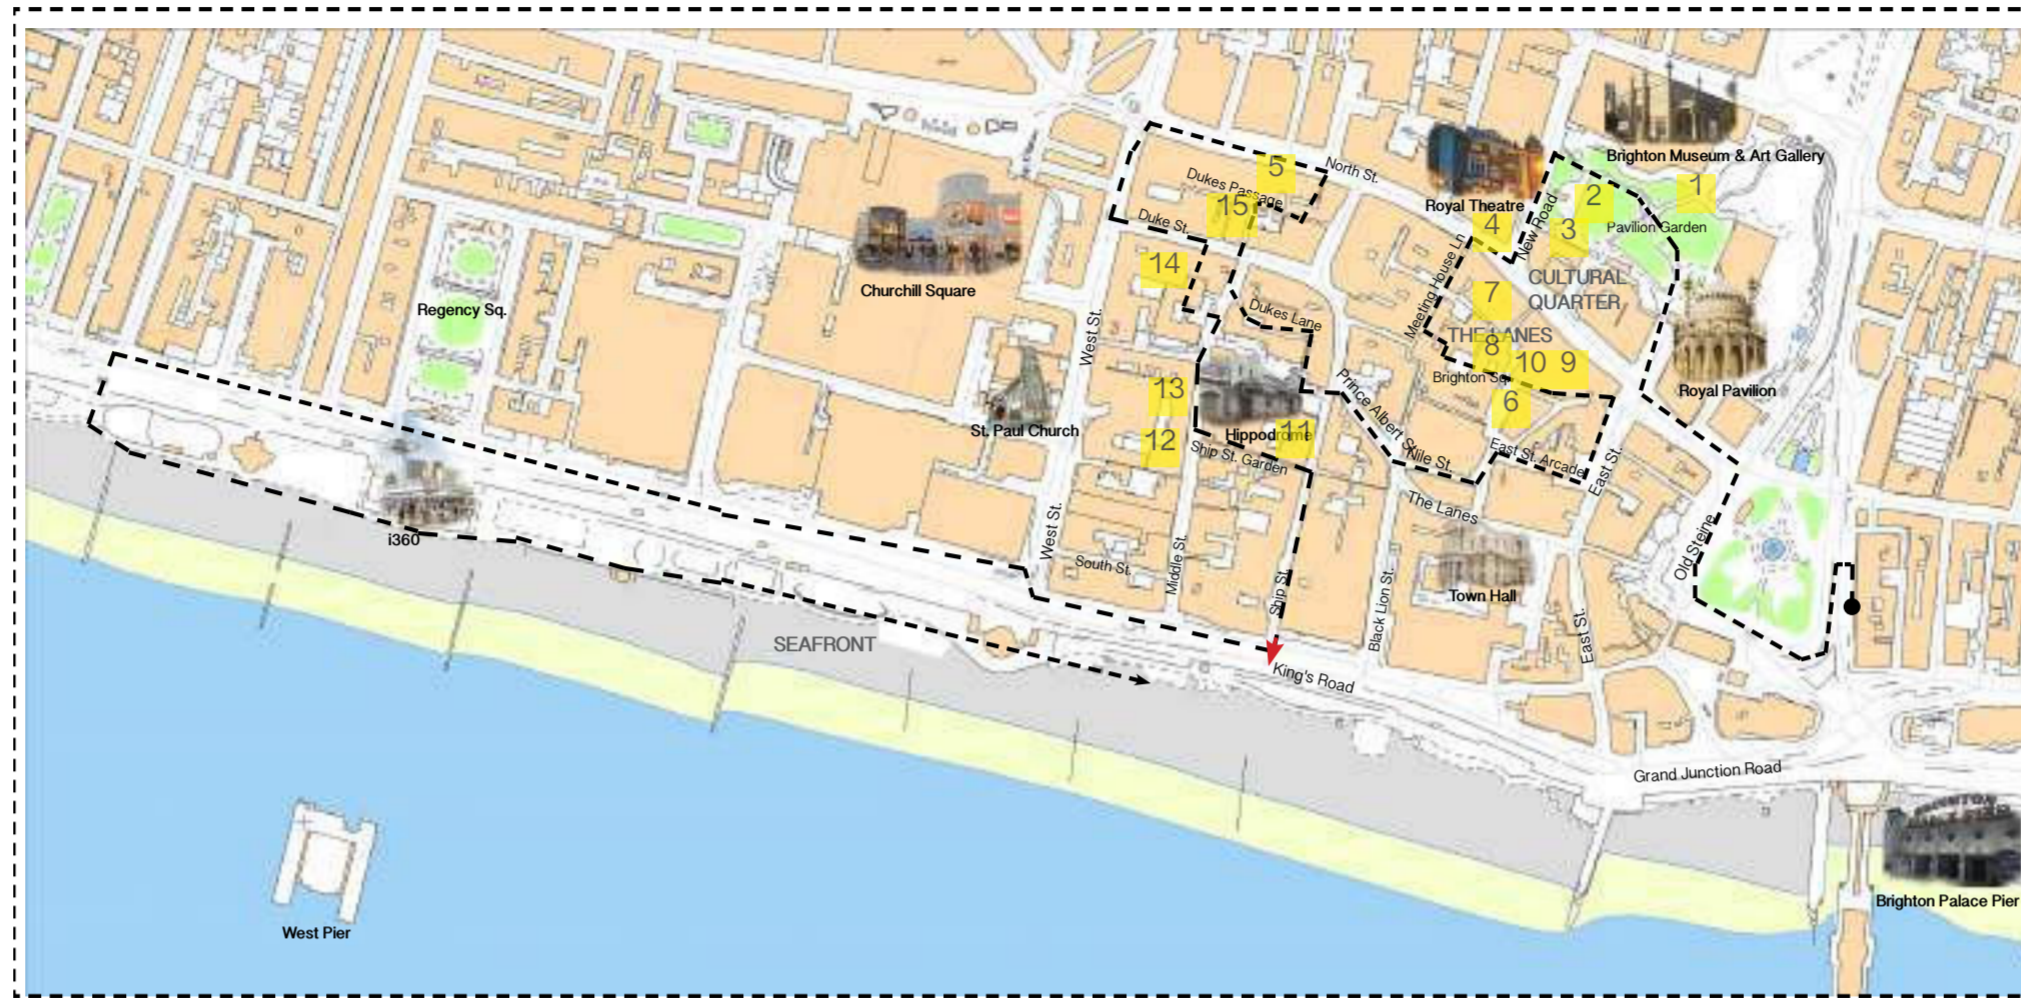 Brighton Museum & Art Gallery
5
North St.
Dukes Passage
15
Royal Theatre
1
2
4
3
New Road
Pavilion Garden
Duke St.
14
Meeting House Ln
CULTURAL
QUARTER
7
Churchill Square
Regency Sq.
Dukes Lane
West St.
THE LANES
8
10
9
Brighton Sq.
Royal Pavilion
13
6
Prince Albert St.
St. Paul Church
Hippodrome
11
12
Ship St. Garden
Nile St.
East St. Arcade
East St.
The Lanes
i360
West St.
South St.
Middle St.
Ship St.
Black Lion St.
Town Hall
Old Steine
East St.
SEAFRONT
King's Road
Grand Junction Road
Brighton Palace Pier
West Pier